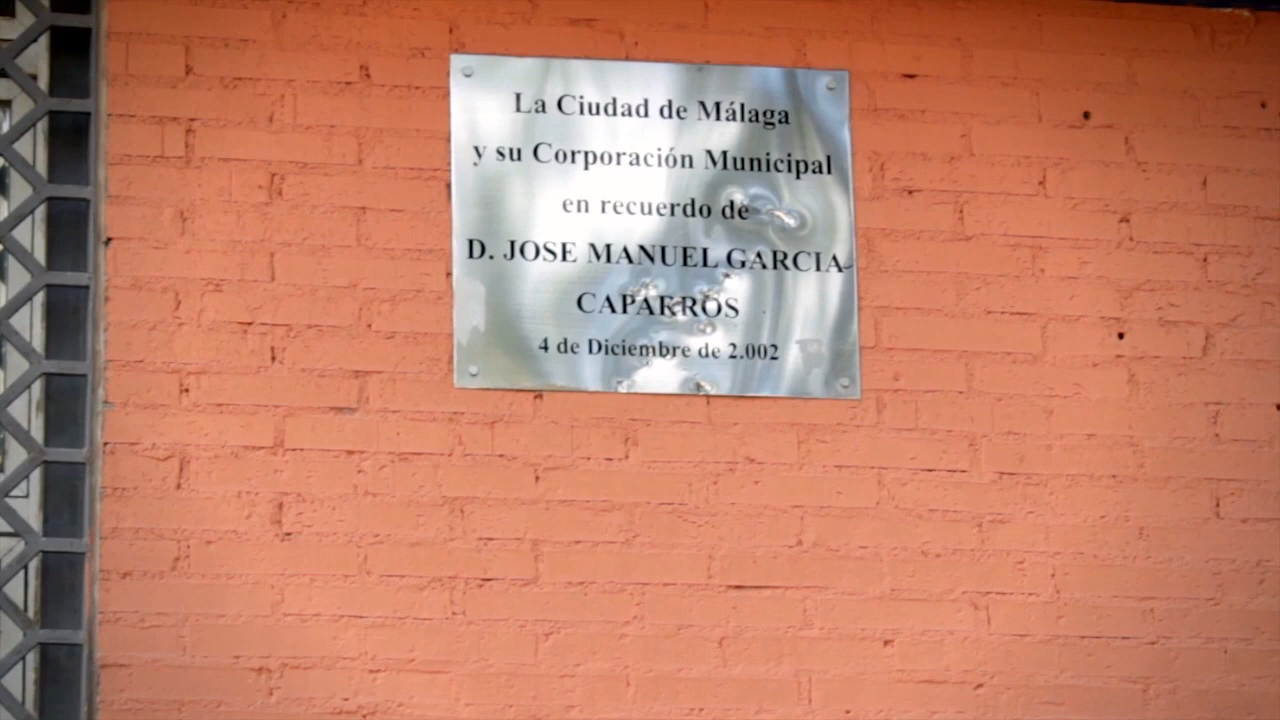 La Ciudad de Málaga
y su Corporación Municipal
en recuerdo de
D. JOSE MANUEL GARCIA
CAPARROS
4 de Diciembre de 2.002